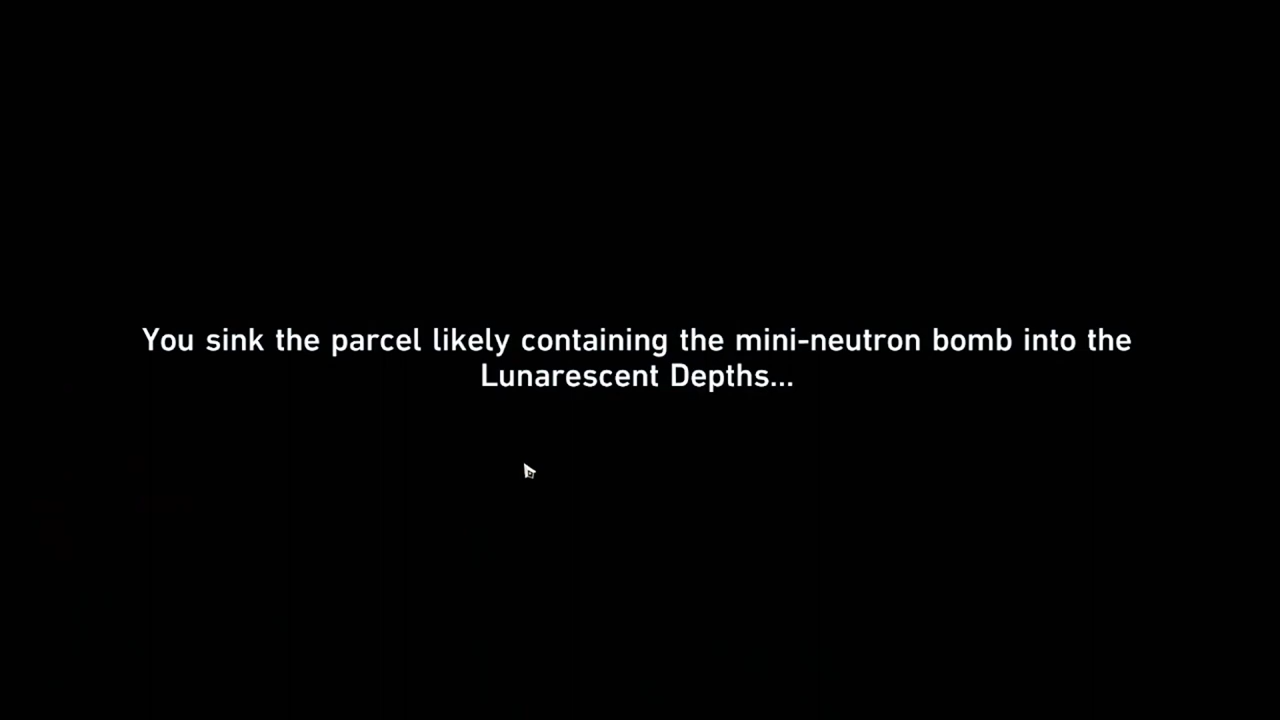 You sink the parcel likely containing the mini-neutron bomb into the
Lunarescent Depths...